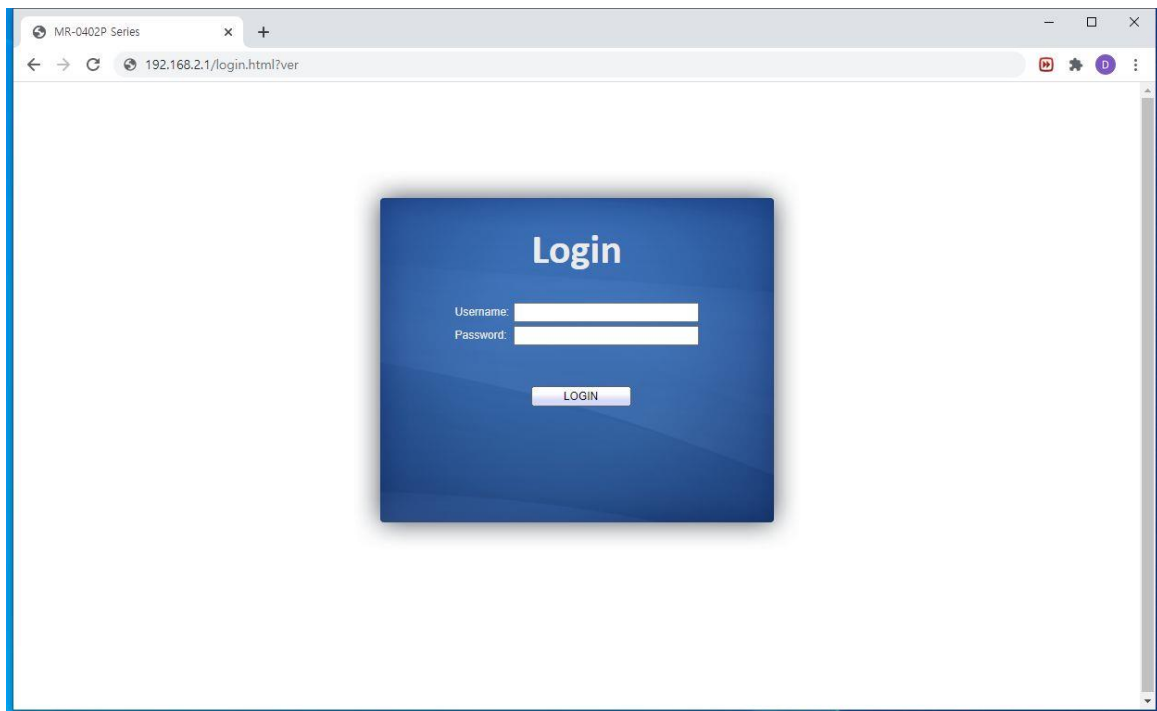 MR-0402P Series
192.168.2.1/login.html?ver
D
Login
Username:
Password:
LOGIN